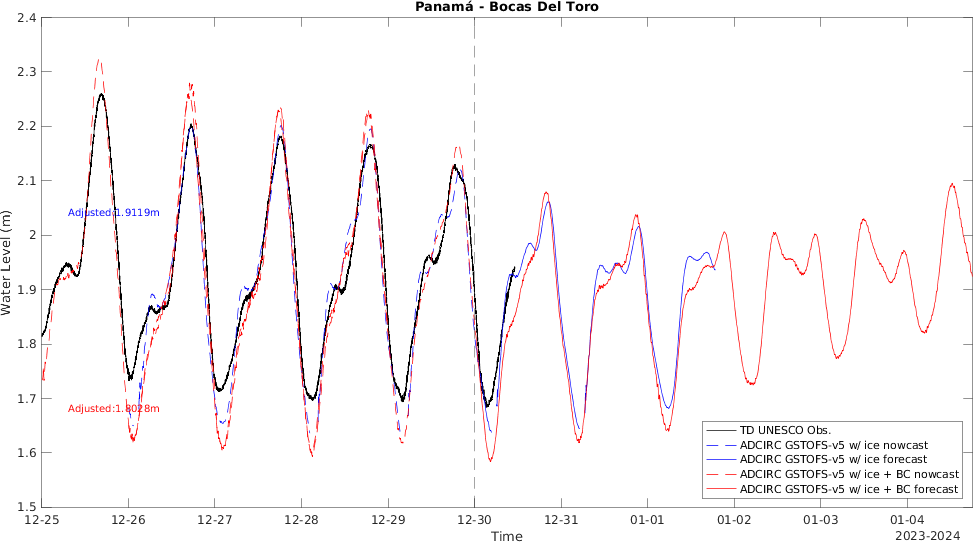 Panamá - Bocas Del Toro
2.4
2.3
2.2
2.1
2
1.9
1.8
1.7
1.6
1.5
Water Level (m)
Adjusted:1.9119m
Adjusted:1.8028m
TD UNESCO Obs.
ADCIRC GSTOFS-v5 w/ ice nowcast
ADCIRC GSTOFS-v5 w/ ice forecast
ADCIRC GSTOFS-v5 w/ ice + BC nowcast
ADCIRC GSTOFS-v5 w/ ice + BC forecast
12-25 12-26 12-27 12-28 12-29 12-30 12-31 01-01 01-02 01-03 01-04
Time
2023-2024